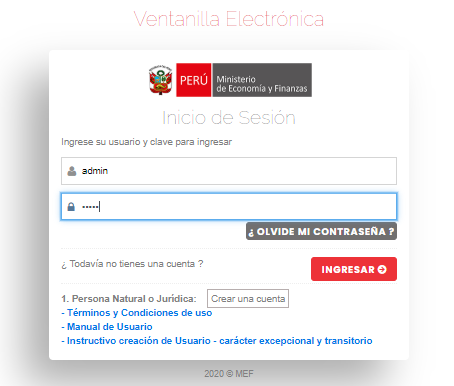 Ventanilla Electrónica
PERÚ
Ministerio
de Economía y Finanzas
Inicio de Sesión
Ingrese su usuario y clave para ingresar
admin
•••••
¿ OLVIDE MI CONTRASEÑA ?
¿ Todavía no tienes una cuenta ?
INGRESAR
1. Persona Natural o Jurídica: Crear una cuenta
- Términos y Condiciones de uso
- Manual de Usuario
- Instructivo creación de Usuario - carácter excepcional y transitorio
2020 © MEF